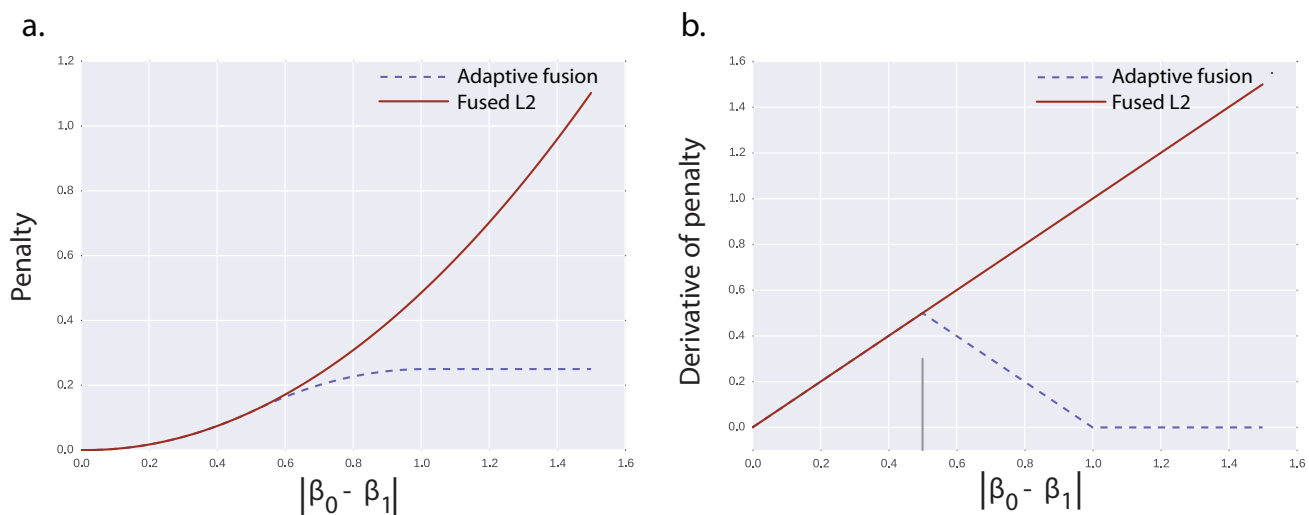 a.
Penalty
1.2
1.0
0.8
0.6
0.4
0.2
0.0
Adaptive fusion
Fused L2
0.0 0.2 0.4 0.6 0.8 1.0 1.2 1.4 1.6
|β₀ - β₁|
b.
Derivative of penalty
1.6
1.4
1.2
1.0
0.8
0.6
0.4
0.2
0.0
Adaptive fusion
Fused L2
0.0 0.2 0.4 0.6 0.8 1.0 1.2 1.4 1.6
|β₀ - β₁|